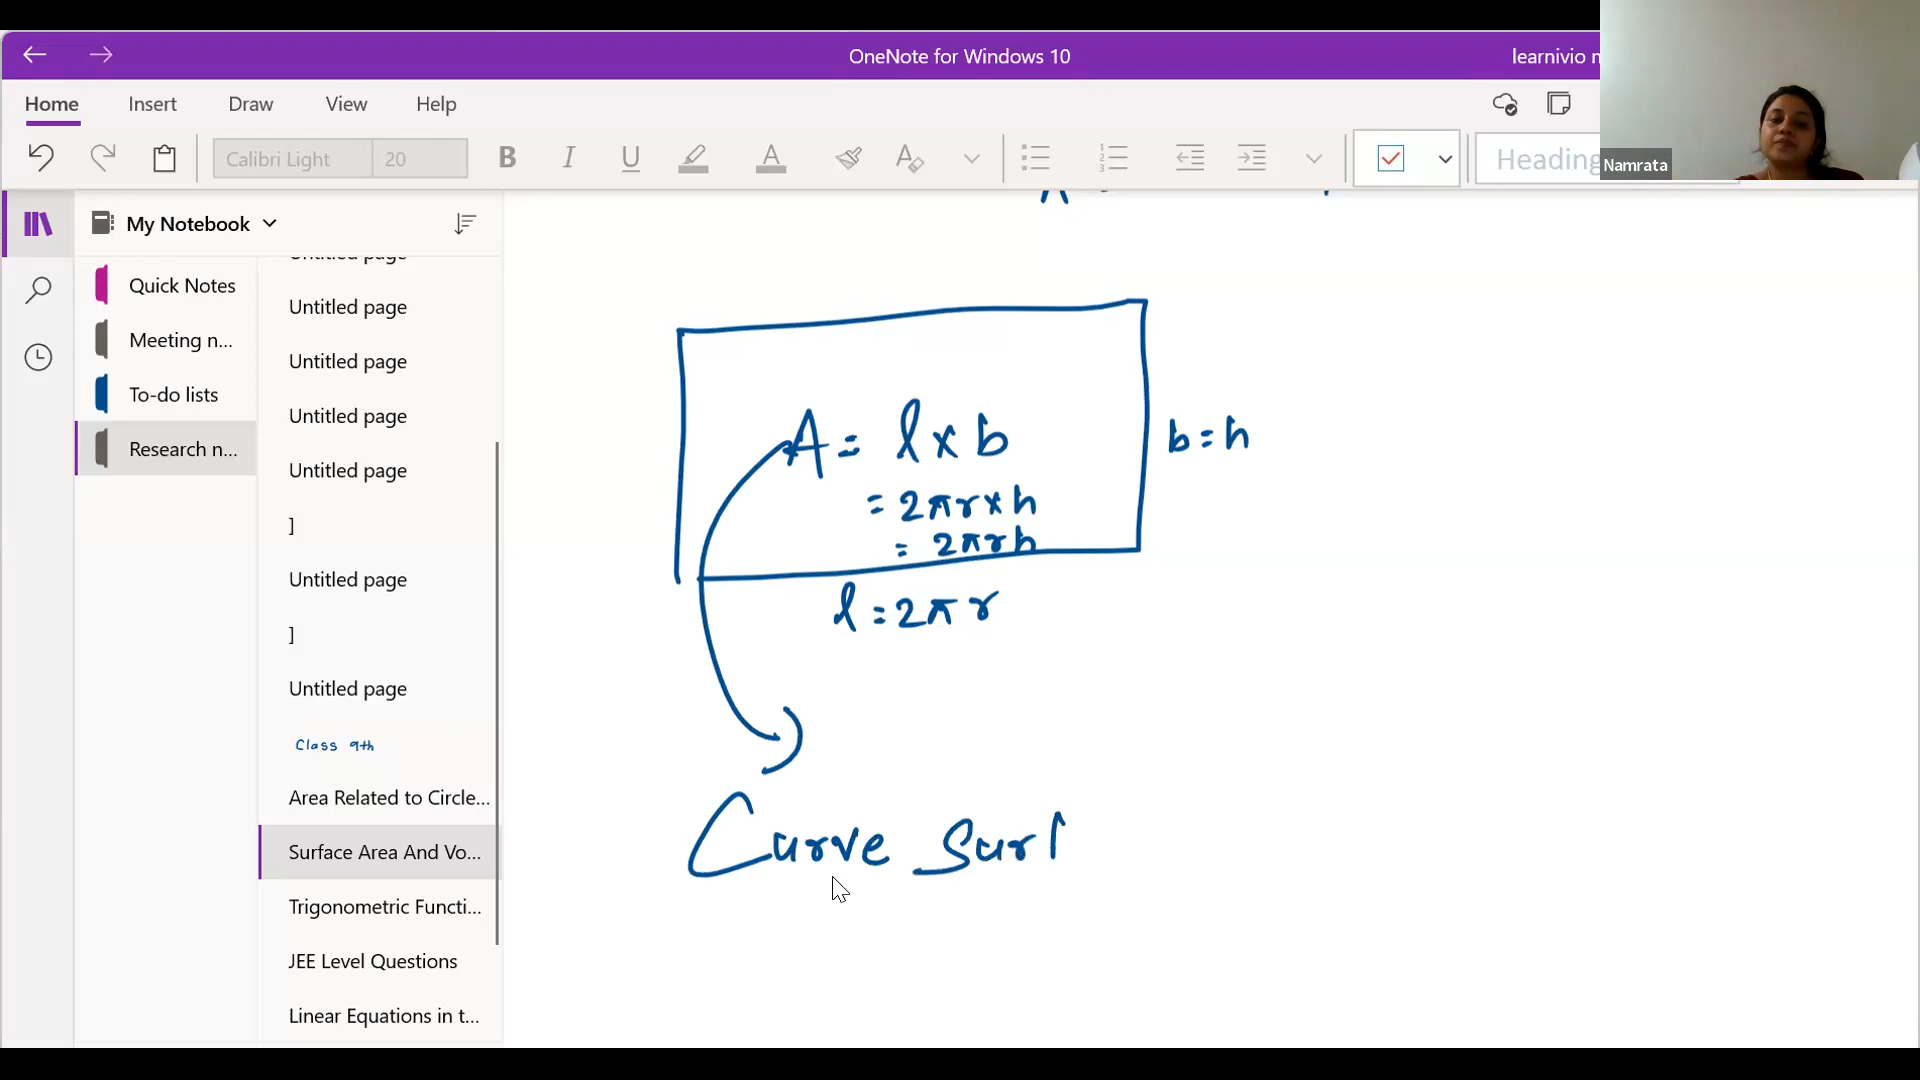 OneNote for Windows 10
learnivio
Home
Insert
Draw
View
Help
Calibri Light
20
B
I
U
A
A
Heading
Namrata
My Notebook
Quick Notes
Meeting n...
To-do lists
Research n...
Untitled page
Untitled page
Untitled page
Untitled page
Untitled page
]
Untitled page
]
Untitled page
Class 9th
Area Related to Circle...
Surface Area And Vo...
Trigonometric Functi...
JEE Level Questions
Linear Equations in t...
A = l × b
= 2πr × h
= 2πrh
b = h
l = 2πr
Curve Surf